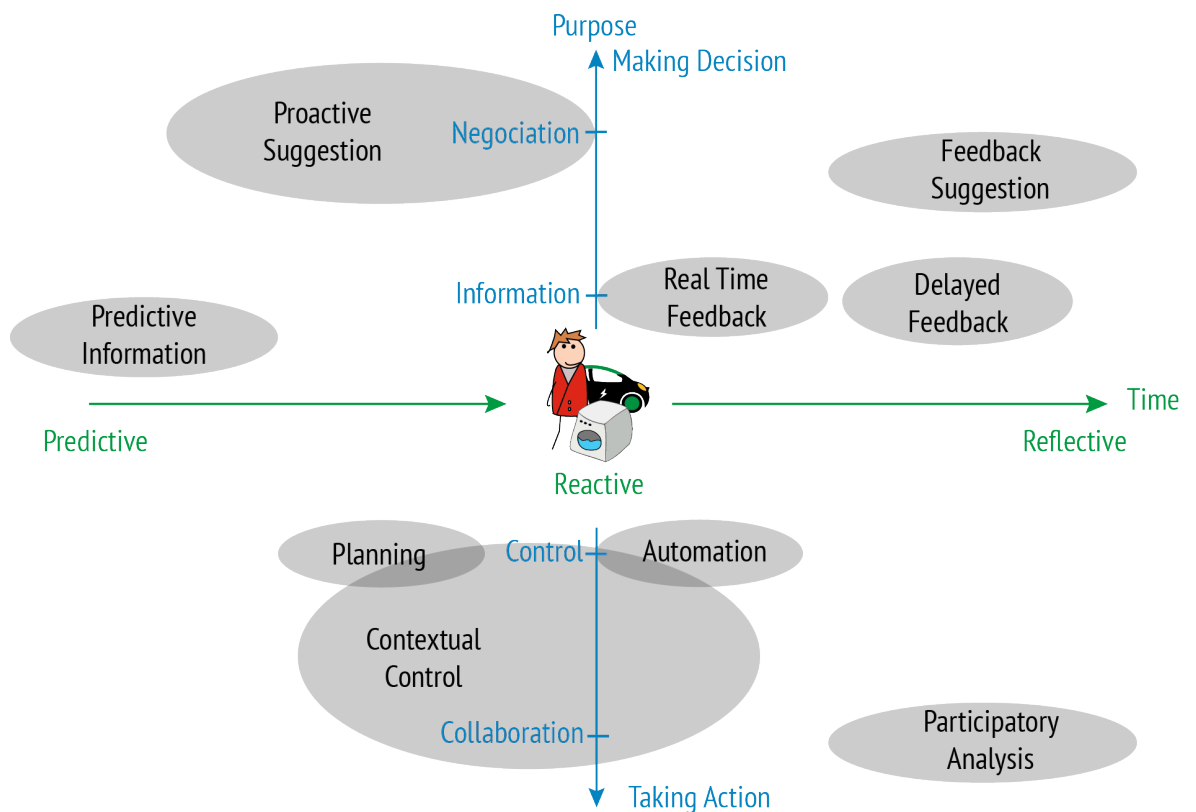 Purpose
Making Decision
Proactive
Suggestion
Negociation
Feedback
Suggestion
Information
Real Time
Feedback
Delayed
Feedback
Predictive
Information
Time
Predictive
Reflective
Reactive
Planning
Control
Automation
Contextual
Control
Collaboration
Participatory
Analysis
Taking Action